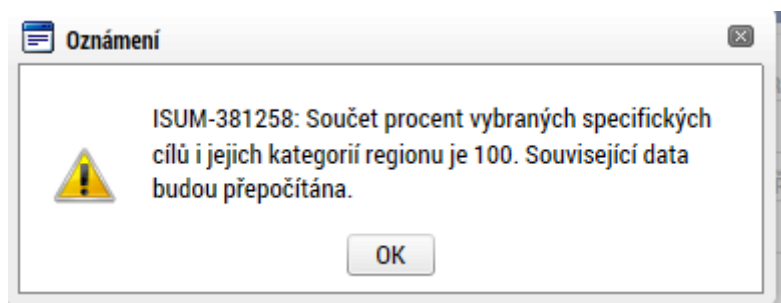 Oznámení
ISUM-381258: Součet procent vybraných specifických
cílů i jejich kategorií regionu je 100. Související data
budou přepočítána.
OK